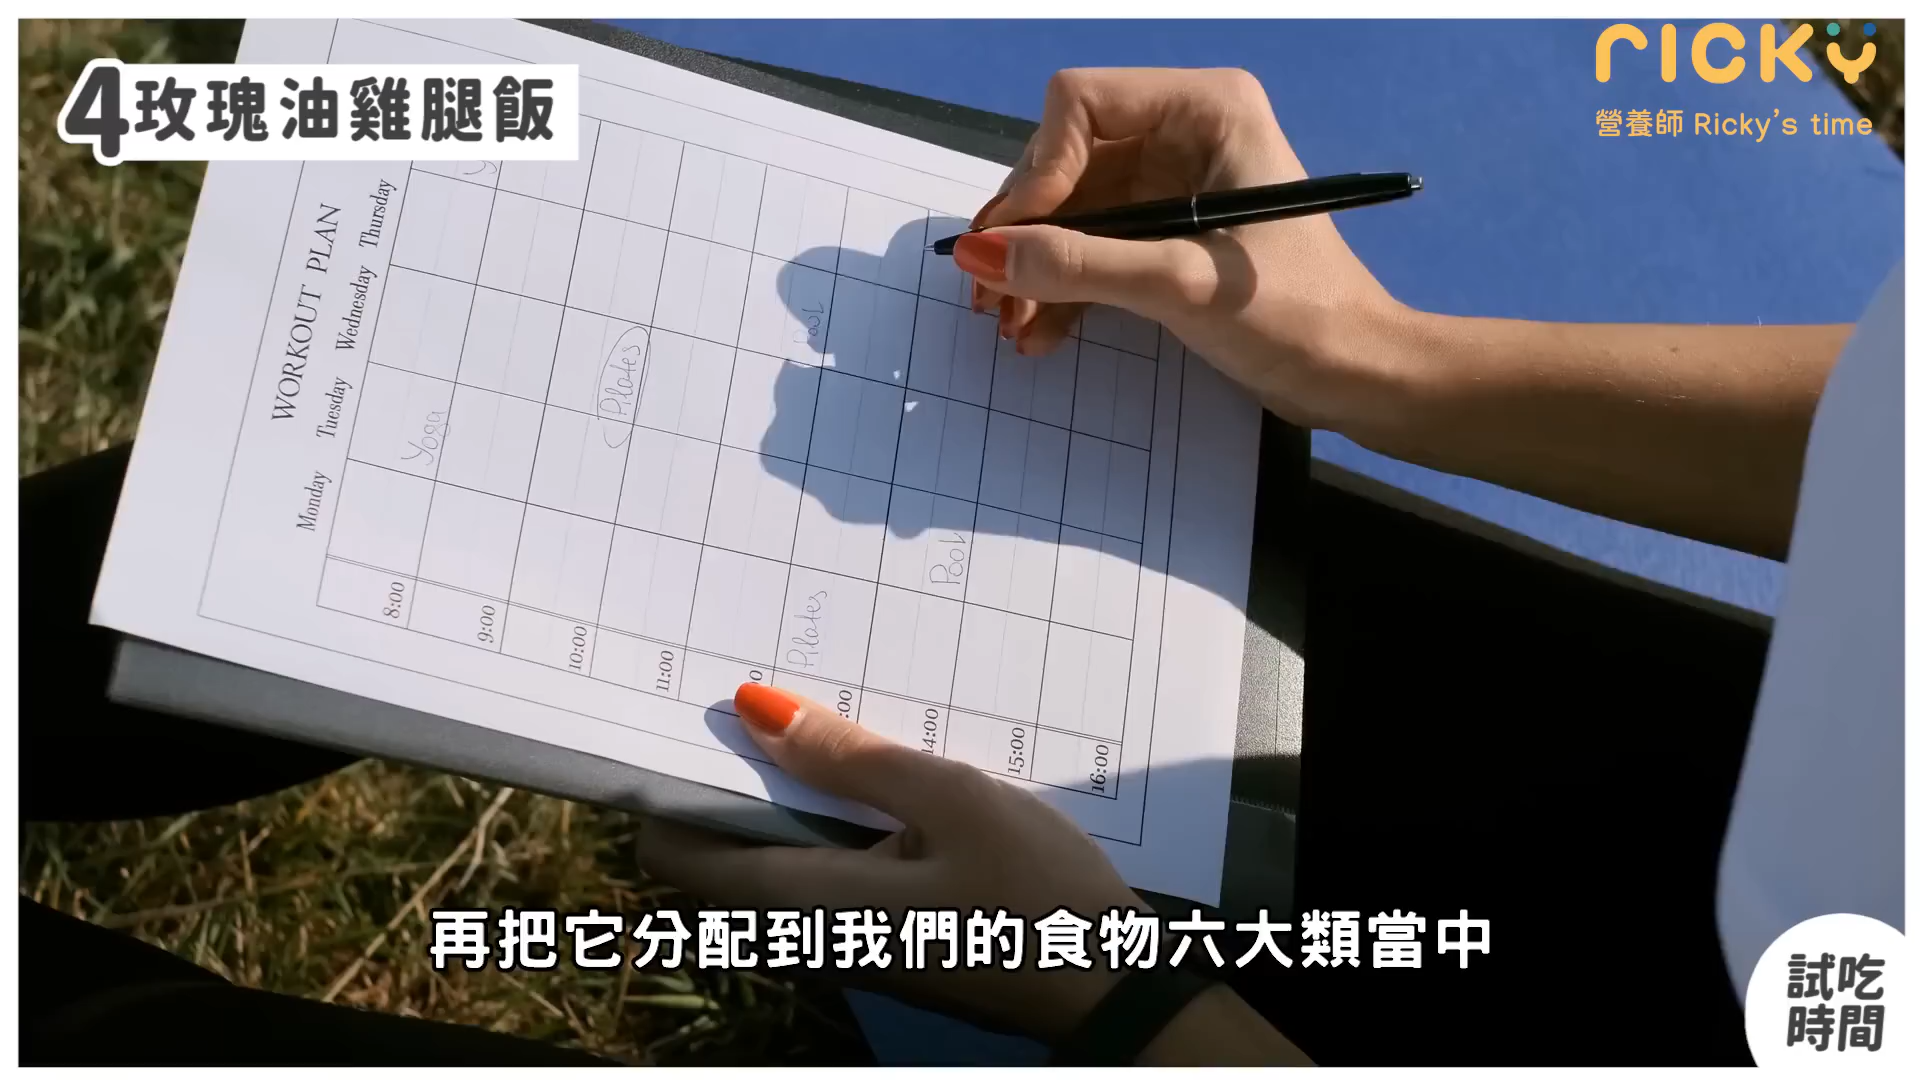 4玫瑰油雞腿飯
RICKY
營養師 Ricky's time
WORKOUT PLAN
Monday Tuesday Wednesday Thursday
Yoga
Pilates
Pool
Pilates
Pool
8:00
9:00
10:00
11:00
:00
14:00
15:00
16:00
再把它分配到我們的食物六大類當中
試吃
時間